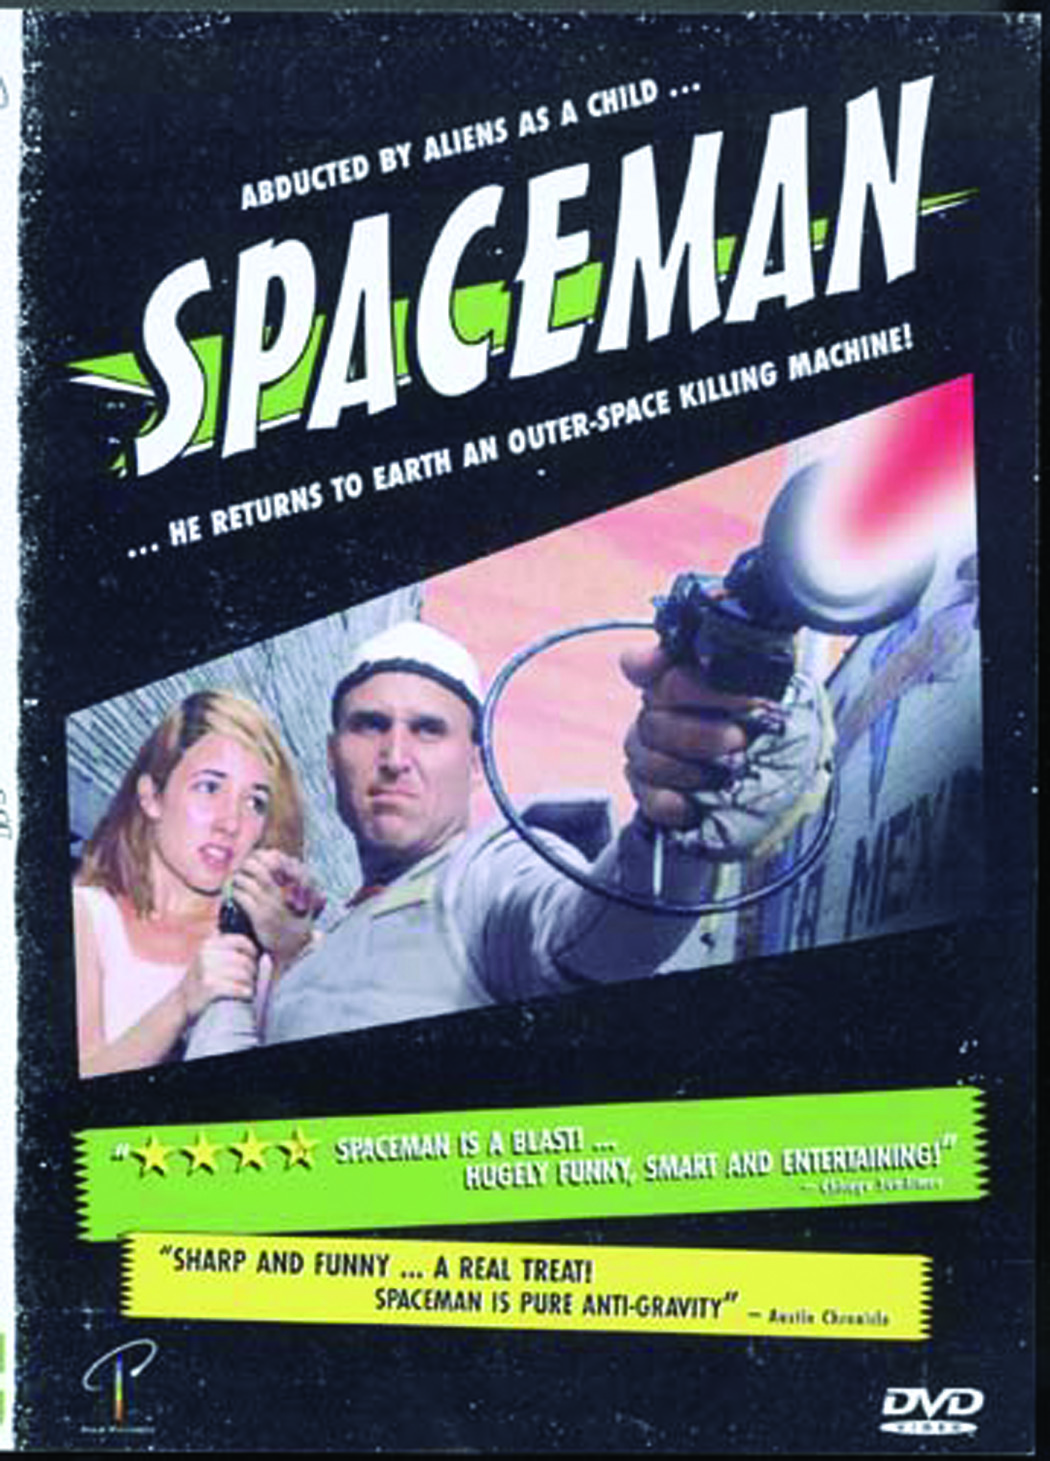 ABDUCTED BY ALIENS AS A CHILD ...
SPACEMAN
... HE RETURNS TO EARTH AN OUTER-SPACE KILLING MACHINE!
"★★★★ SPACEMAN IS A BLAST! ...
HUGELY FUNNY, SMART AND ENTERTAINING!"
"SHARP AND FUNNY ... A REAL TREAT!
SPACEMAN IS PURE ANTI-GRAVITY" – Austin Chronicle
DVD
VIDEO